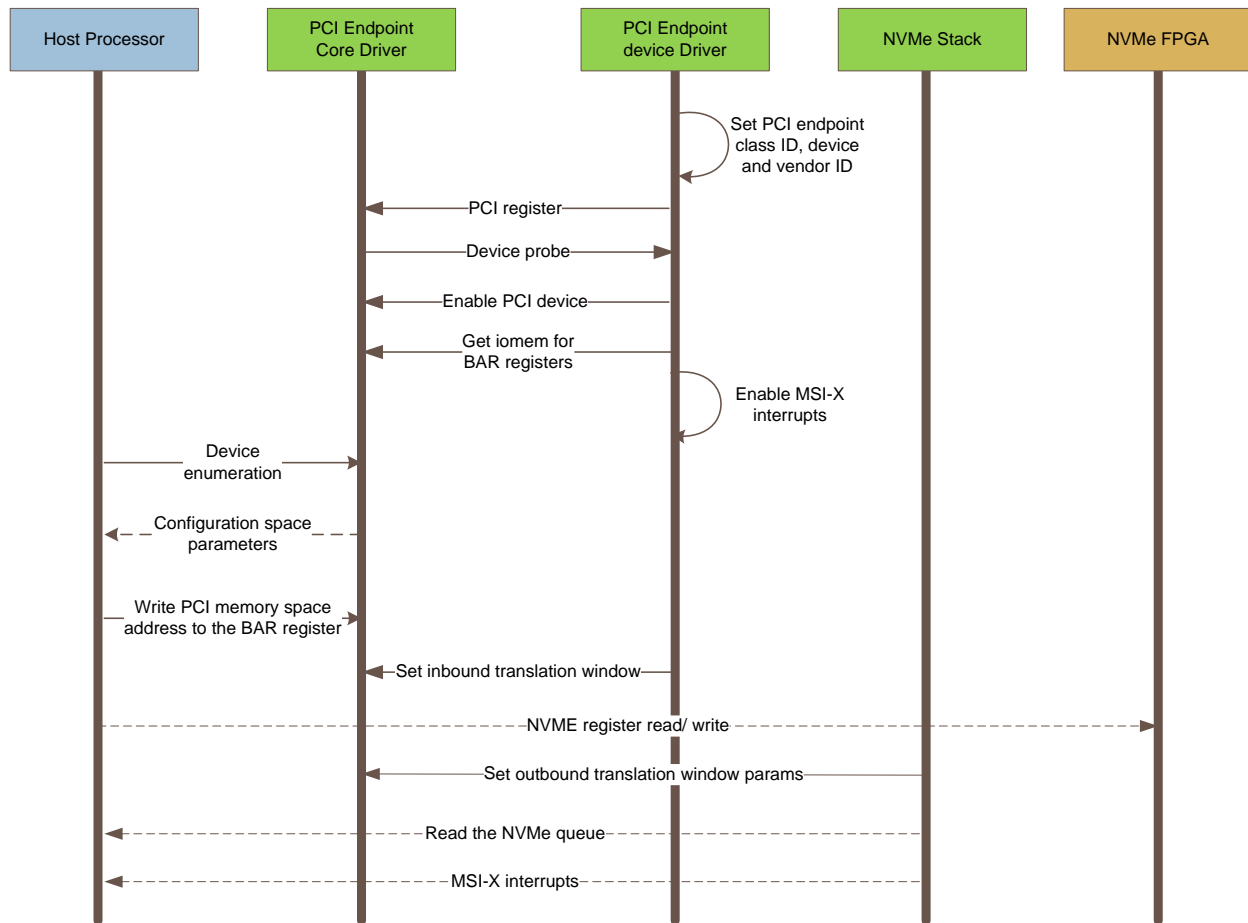 Host Processor
PCI Endpoint
Core Driver
PCI Endpoint
device Driver
NVMe Stack
NVMe FPGA
Set PCI endpoint
class ID, device
and vendor ID
PCI register
Device probe
Enable PCI device
Get iomem for
BAR registers
Enable MSI-X
interrupts
Device
enumeration
Configuration space
parameters
Write PCI memory space
address to the BAR register
Set inbound translation window
NVME register read/ write
Set outbound translation window params
Read the NVMe queue
MSI-X interrupts